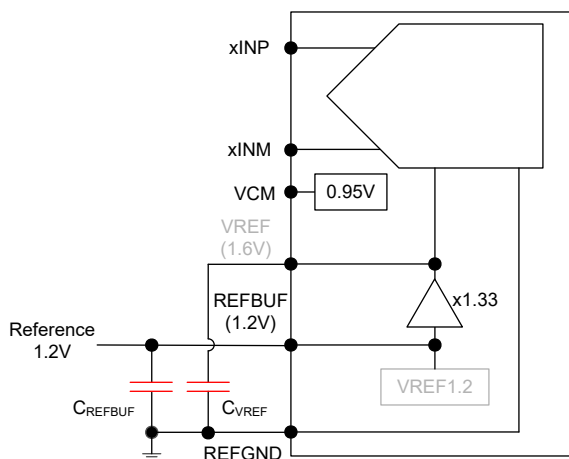 xINP
xINM
VCM
0.95V
VREF
(1.6V)
REFBUF
(1.2V)
x1.33
Reference
1.2V
VREF1.2
CREFBUF
CVREF
REFGND